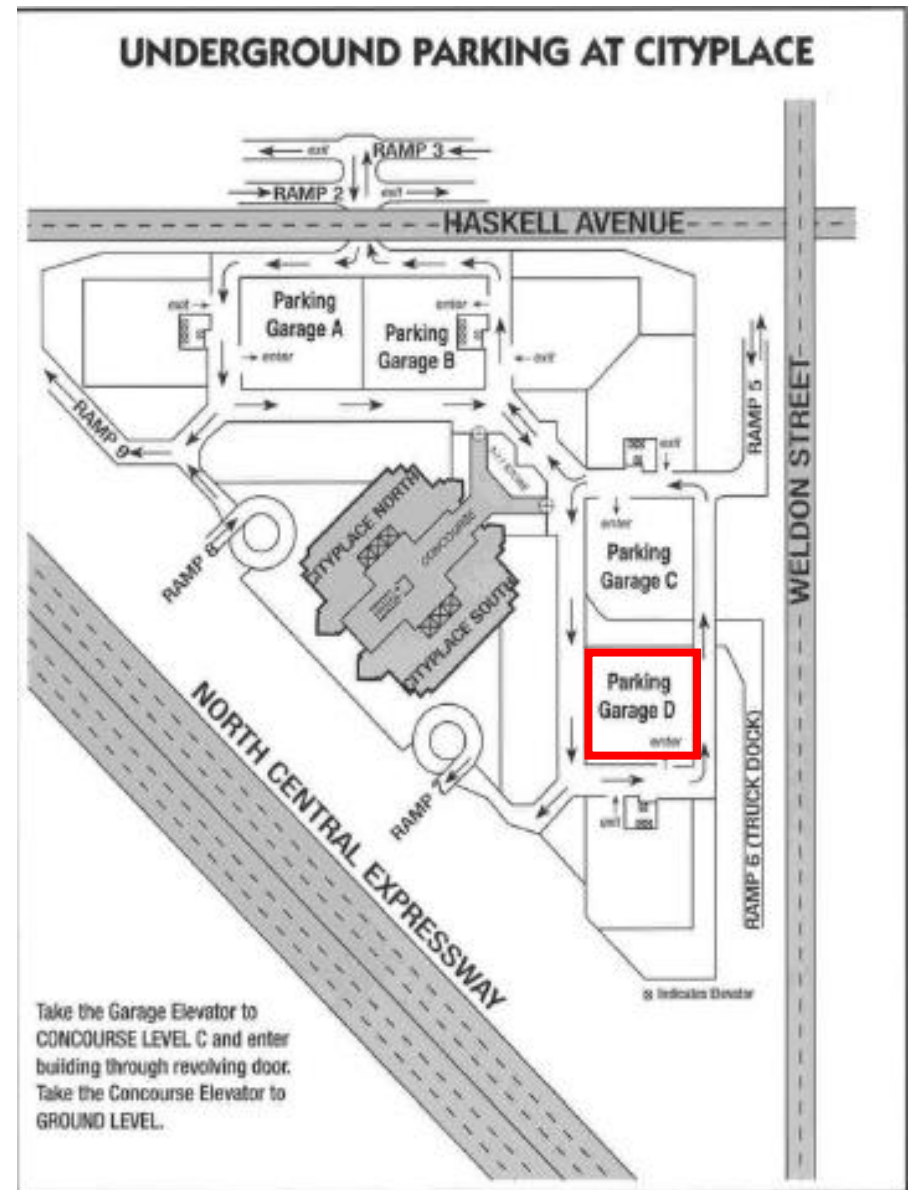 UNDERGROUND PARKING AT CITYPLACE
exit
RAMP 3
RAMP 2
exit
HASKELL AVENUE
exit
Parking
Garage A
enter
enter
Parking
Garage B
exit
RAMP 5
WELDON STREET
RAMP 9
RAMP 8
CITYPLACE NORTH
CONCOURSE
CITYPLACE SOUTH
exit
enter
Parking
Garage C
Parking
Garage D
enter
exit
RAMP 7
RAMP 6 (TRUCK DOCK)
NORTH CENTRAL EXPRESSWAY
Indicates Elevator
Take the Garage Elevator to
CONCOURSE LEVEL C and enter
building through revolving door.
Take the Concourse Elevator to
GROUND LEVEL.